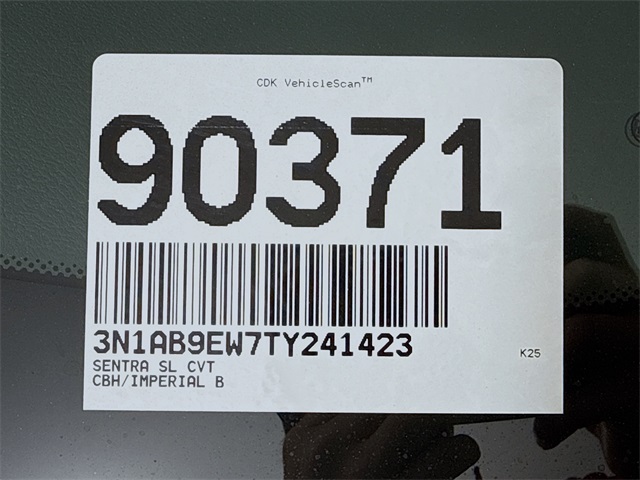 CDK VehicleScan™
90371
3N1AB9EW7TY241423
K25
SENTRA SL CVT
CBH/IMPERIAL B